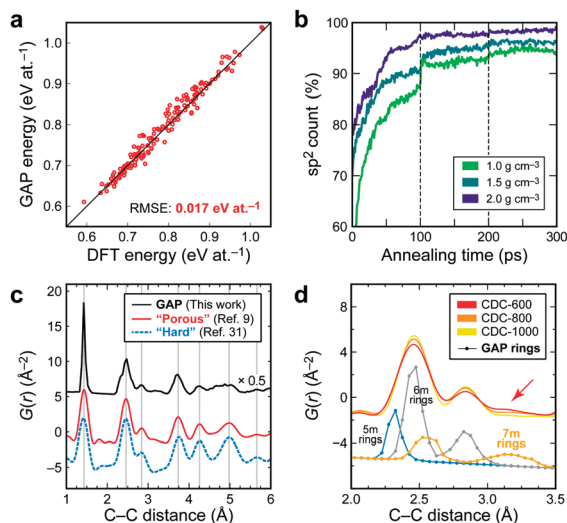 a
GAP energy (eV at.–1)
1.0
0.9
0.8
0.7
0.6
RMSE: 0.017 eV at.–1
0.6 0.7 0.8 0.9 1.0
DFT energy (eV at.–1)
b
sp2 count (%)
100
90
80
70
60
1.0 g cm–3
1.5 g cm–3
2.0 g cm–3
0 100 200 300
Annealing time (ps)
c
G(r) (Å–2)
20
15
10
5
0
–5
GAP (This work)
"Porous" (Ref. 9)
"Hard" (Ref. 31)
× 0.5
1 2 3 4 5 6
C–C distance (Å)
d
G(r) (Å–2)
8
4
0
–4
CDC-600
CDC-800
CDC-1000
GAP rings
6m
rings
5m
rings
7m
rings
2.0 2.5 3.0 3.5
C–C distance (Å)